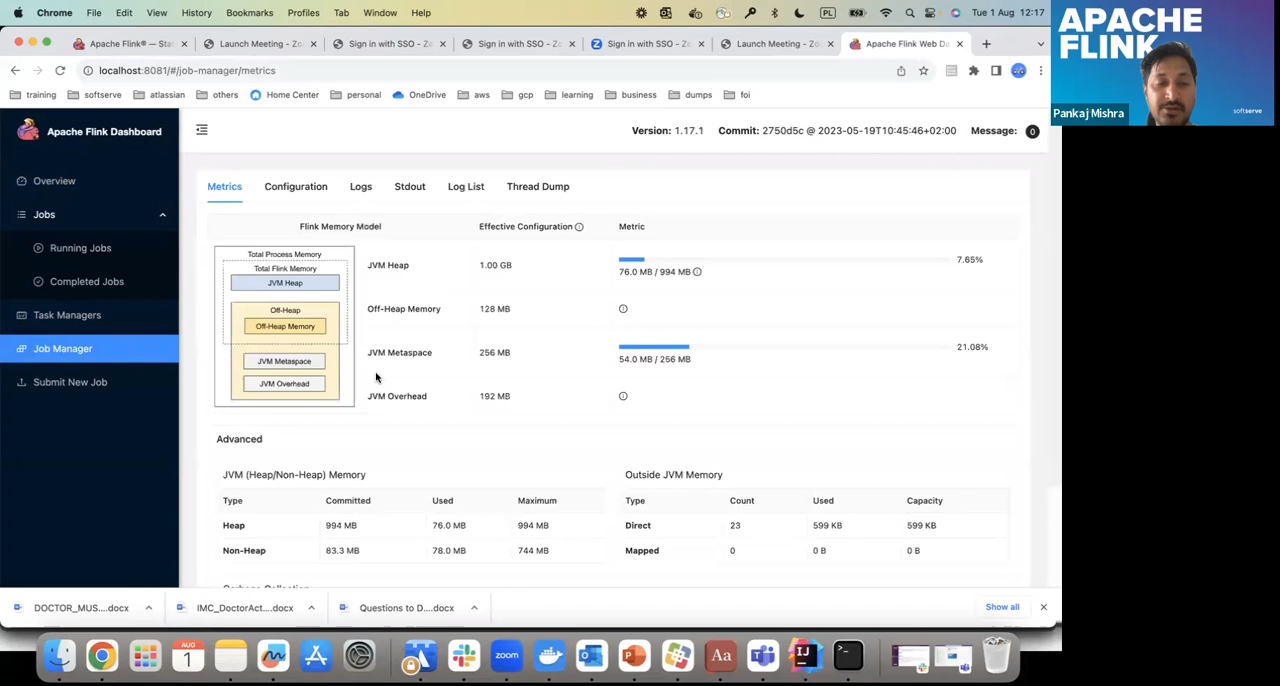 Chrome File Edit View History Bookmarks Profiles Tab Window Help PL Tue 1 Aug 12:17
Apache Flink® — Sta Launch Meeting - Zo Sign in with SSO - Zo Sign in with SSO - Zo Sign in with SSO - Zo Launch Meeting - Zo Apache Flink Web Da
localhost:8081/#/job-manager/metrics
training softserve atlassian others Home Center personal OneDrive aws gcp learning business dumps foi
APACHE
FLINK
Pankaj Mishra
softserve
Apache Flink Dashboard
Version: 1.17.1 Commit: 2750d5c @ 2023-05-19T10:45:46+02:00 Message: 0
Overview
Jobs
Running Jobs
Completed Jobs
Task Managers
Job Manager
Submit New Job
Metrics Configuration Logs Stdout Log List Thread Dump
Flink Memory Model Effective Configuration Metric
Total Process Memory
Total Flink Memory
JVM Heap
Off-Heap
Off-Heap Memory
JVM Metaspace
JVM Overhead
JVM Heap 1.00 GB 7.65%
76.0 MB / 994 MB
Off-Heap Memory 128 MB
JVM Metaspace 256 MB 21.08%
54.0 MB / 256 MB
JVM Overhead 192 MB
Advanced
JVM (Heap/Non-Heap) Memory
Type Committed Used Maximum
Heap 994 MB 76.0 MB 994 MB
Non-Heap 83.3 MB 78.0 MB 744 MB
Outside JVM Memory
Type Count Used Capacity
Direct 23 599 KB 599 KB
Mapped 0 0 B 0 B
Garbage Collection
DOCTOR_MUS....docx IMC_DoctorAct....docx Questions to D....docx Show all
AUG
1
zoom
Aa
IJ